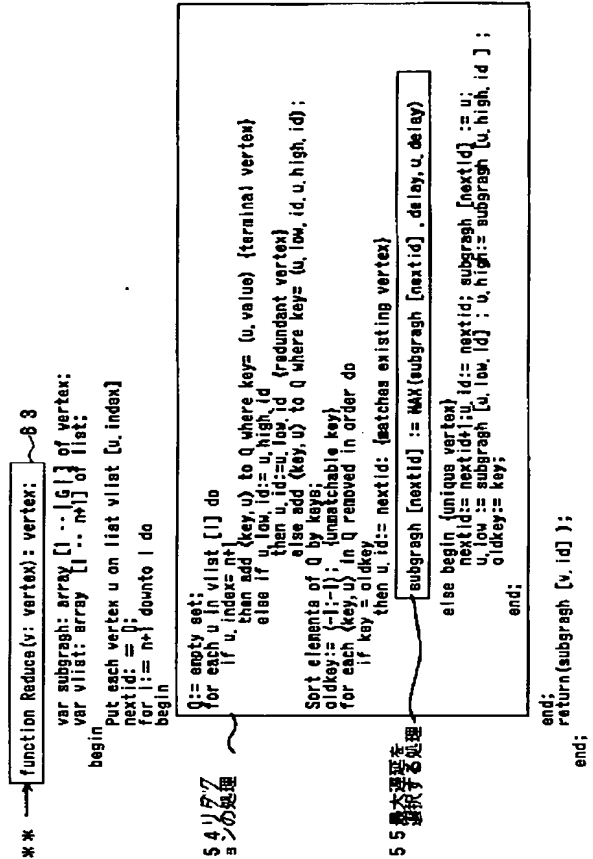 ** → function Reduce(v: vertex): vertex; ~63
var subgragh: array [1 -- |G|] of vertex;
var vlist: array [1 -- n+1] of list;
begin
Put each vertex u on list vlist [u, index]
nextid: = 0;
for i:= n+1 downto 1 do
begin
54 リダクションの処理
Q:= empty set;
for each u in vlist [i] do
if u, index= n+1
then add (key, u) to Q where key= (u, value) {terminal vertex}
else if u, low, id:= u, high, id
then u, id:=u, low, id {redundant vertex}
else add (key, u) to Q where key= (u, low, id, u, high, id);
Sort elements of Q by keys;
oldkey:= (-1;-1); {unmatchable key}
for each (key, u) in Q removed in order do
if key = oldkey
then u, id:= nextid: {matches existing vertex}
55 最大遅延を選択する処理
subgragh [nextid] := MAX(subgragh [nextid] , delay, u, delay)
else begin {unique vertex}
nextid:= nextid+1;u, id:= nextid; subgragh [nextid] := u;
u, low := subgragh [u, low, id] ; u, high:= subgragh [u, high, id ] ;
oldkey:= key;
end;
end;
return(subgragh [v, id] );
end;